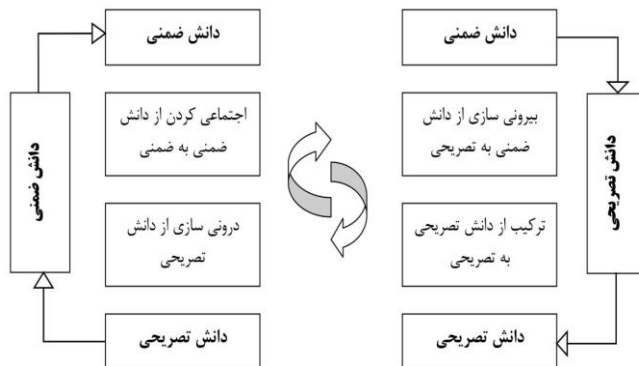 دانش ضمنی
بیرونی سازی از دانش
ضمنی به تصریحی
ترکیب از دانش تصریحی
به تصریحی
دانش تصریحی
دانش تصریحی
دانش ضمنی
اجتماعی کردن از دانش
ضمنی به ضمنی
درونی سازی از دانش
تصریحی
دانش تصریحی
دانش ضمنی